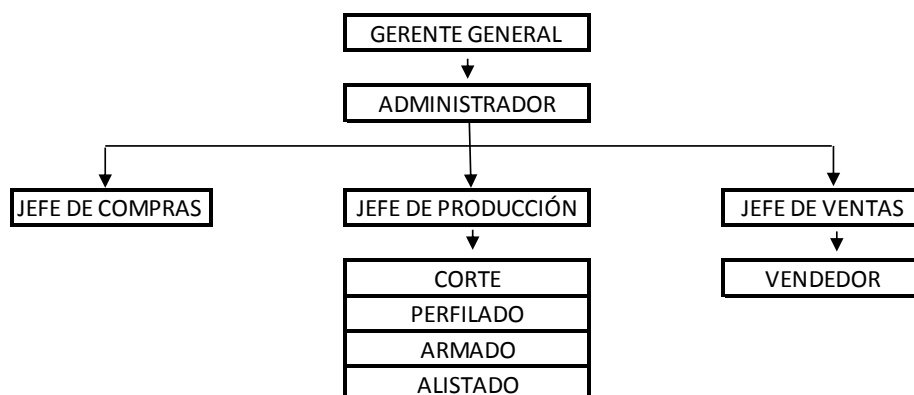 GERENTE GENERAL
ADMINISTRADOR
JEFE DE COMPRAS
JEFE DE PRODUCCIÓN
JEFE DE VENTAS
CORTE
VENDEDOR
PERFILADO
ARMADO
ALISTADO